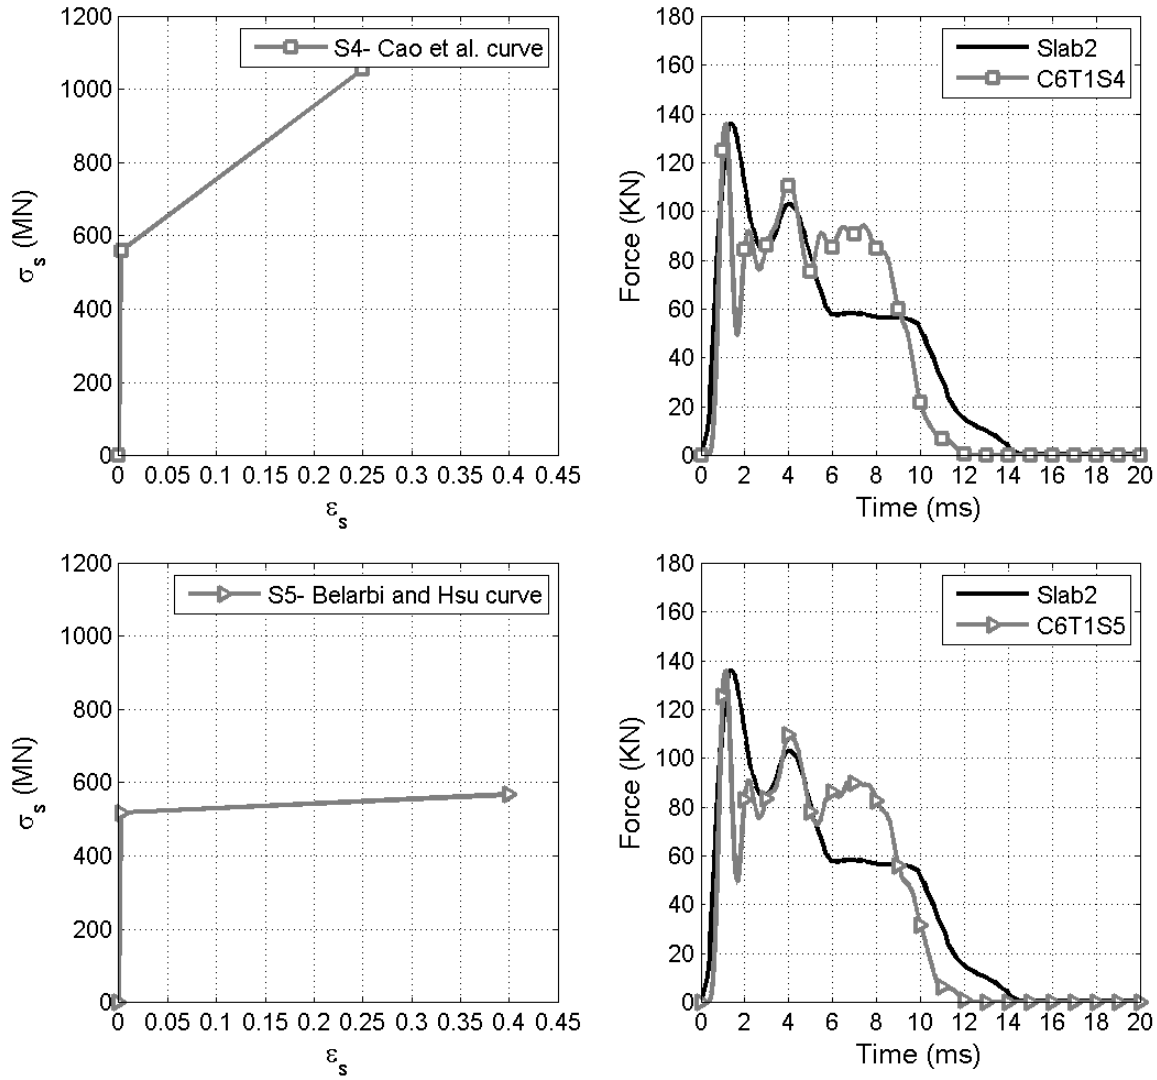 1200
1000
800
600
400
200
0
σs (MN)
S4- Cao et al. curve
0 0.05 0.1 0.15 0.2 0.25 0.3 0.35 0.4 0.45
εs
180
160
140
120
100
80
60
40
20
0
Force (KN)
Slab2
C6T1S4
0 2 4 6 8 10 12 14 16 18 20
Time (ms)
1200
1000
800
600
400
200
0
σs (MN)
S5- Belarbi and Hsu curve
0 0.05 0.1 0.15 0.2 0.25 0.3 0.35 0.4 0.45
εs
180
160
140
120
100
80
60
40
20
0
Force (KN)
Slab2
C6T1S5
0 2 4 6 8 10 12 14 16 18 20
Time (ms)